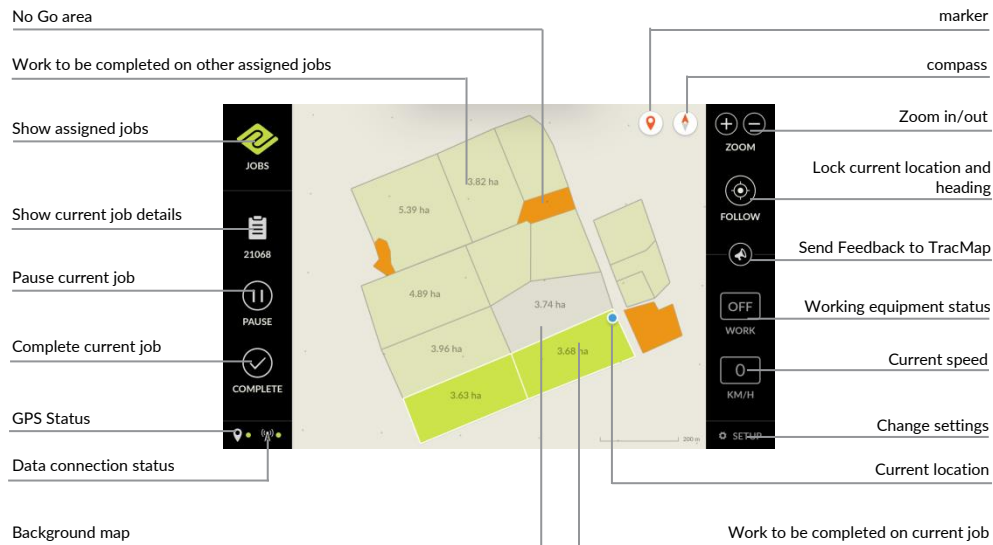 No Go area
marker
Work to be completed on other assigned jobs
compass
Zoom in/out
Show assigned jobs
JOBS
ZOOM
Lock current location and
heading
3.82 ha
5.39 ha
FOLLOW
Show current job details
21068
Send Feedback to TracMap
Pause current job
4.89 ha
3.74 ha
OFF
Working equipment status
PAUSE
WORK
Complete current job
3.96 ha
3.68 ha
Current speed
0
COMPLETE
3.63 ha
KM/H
GPS Status
Change settings
200 m
SETUP
Data connection status
Current location
Background map
Work to be completed on current job